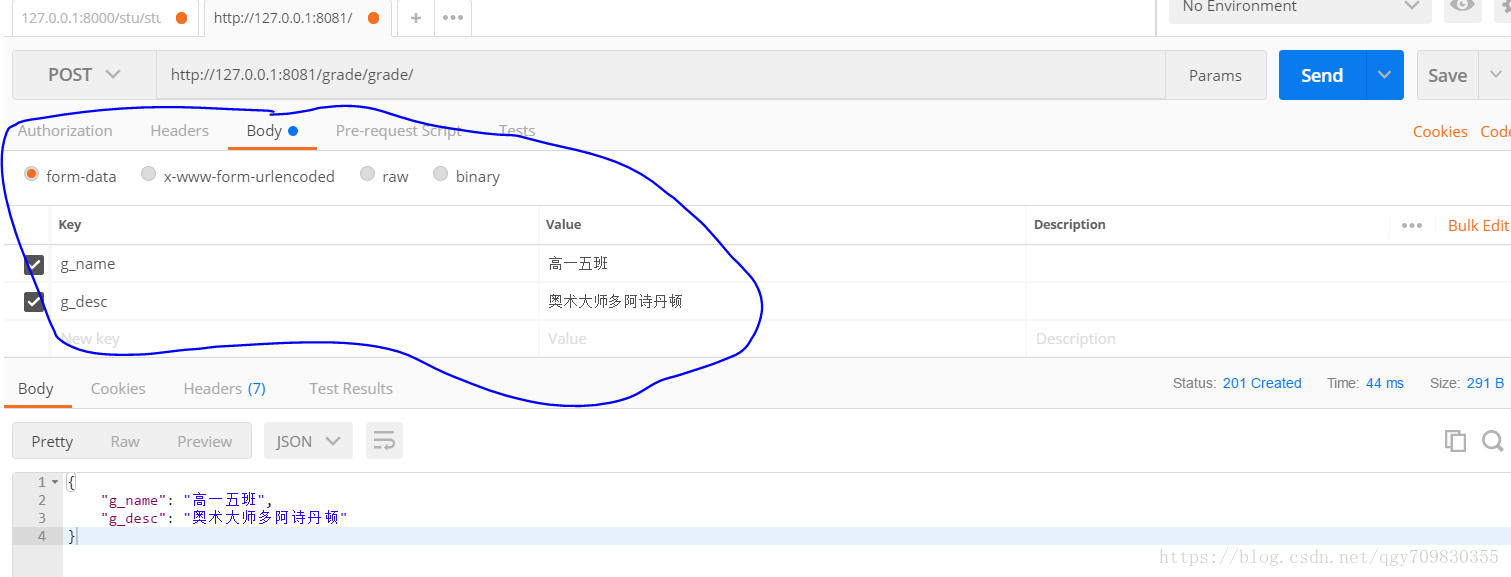 127.0.0.1:8000/stu/stu http://127.0.0.1:8081/ + ••• No Environment
POST http://127.0.0.1:8081/grade/grade/ Params Send Save
Authorization Headers Body Pre-request Script Tests Cookies Code
form-data x-www-form-urlencoded raw binary
Key Value Description ••• Bulk Edit
g_name 高一五班
g_desc 奥术大师多阿诗丹顿
New key Value Description
Body Cookies Headers (7) Test Results Status: 201 Created Time: 44 ms Size: 291 B
Pretty Raw Preview JSON
1 {
2 "g_name": "高一五班",
3 "g_desc": "奥术大师多阿诗丹顿"
4 }
https://blog.csdn.net/qgy709830355